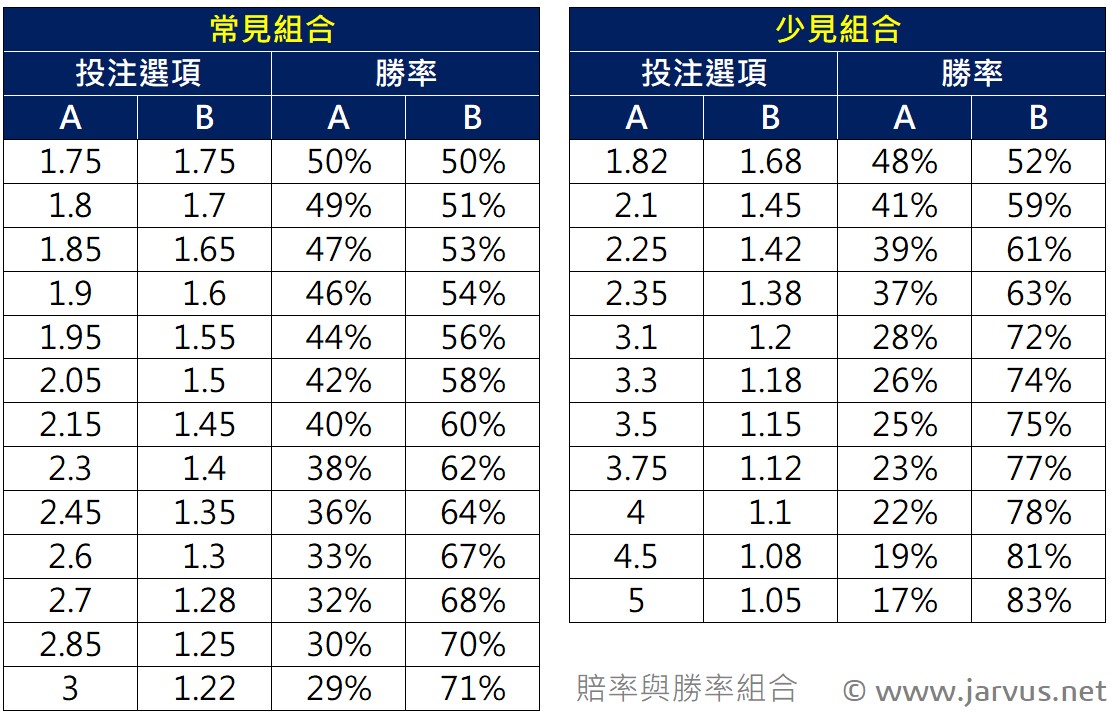 常見組合
投注選項 勝率
A B A B
1.75 1.75 50% 50%
1.8 1.7 49% 51%
1.85 1.65 47% 53%
1.9 1.6 46% 54%
1.95 1.55 44% 56%
2.05 1.5 42% 58%
2.15 1.45 40% 60%
2.3 1.4 38% 62%
2.45 1.35 36% 64%
2.6 1.3 33% 67%
2.7 1.28 32% 68%
2.85 1.25 30% 70%
3 1.22 29% 71%
少見組合
投注選項 勝率
A B A B
1.82 1.68 48% 52%
2.1 1.45 41% 59%
2.25 1.42 39% 61%
2.35 1.38 37% 63%
3.1 1.2 28% 72%
3.3 1.18 26% 74%
3.5 1.15 25% 75%
3.75 1.12 23% 77%
4 1.1 22% 78%
4.5 1.08 19% 81%
5 1.05 17% 83%
賠率與勝率組合 © www.jarvus.net